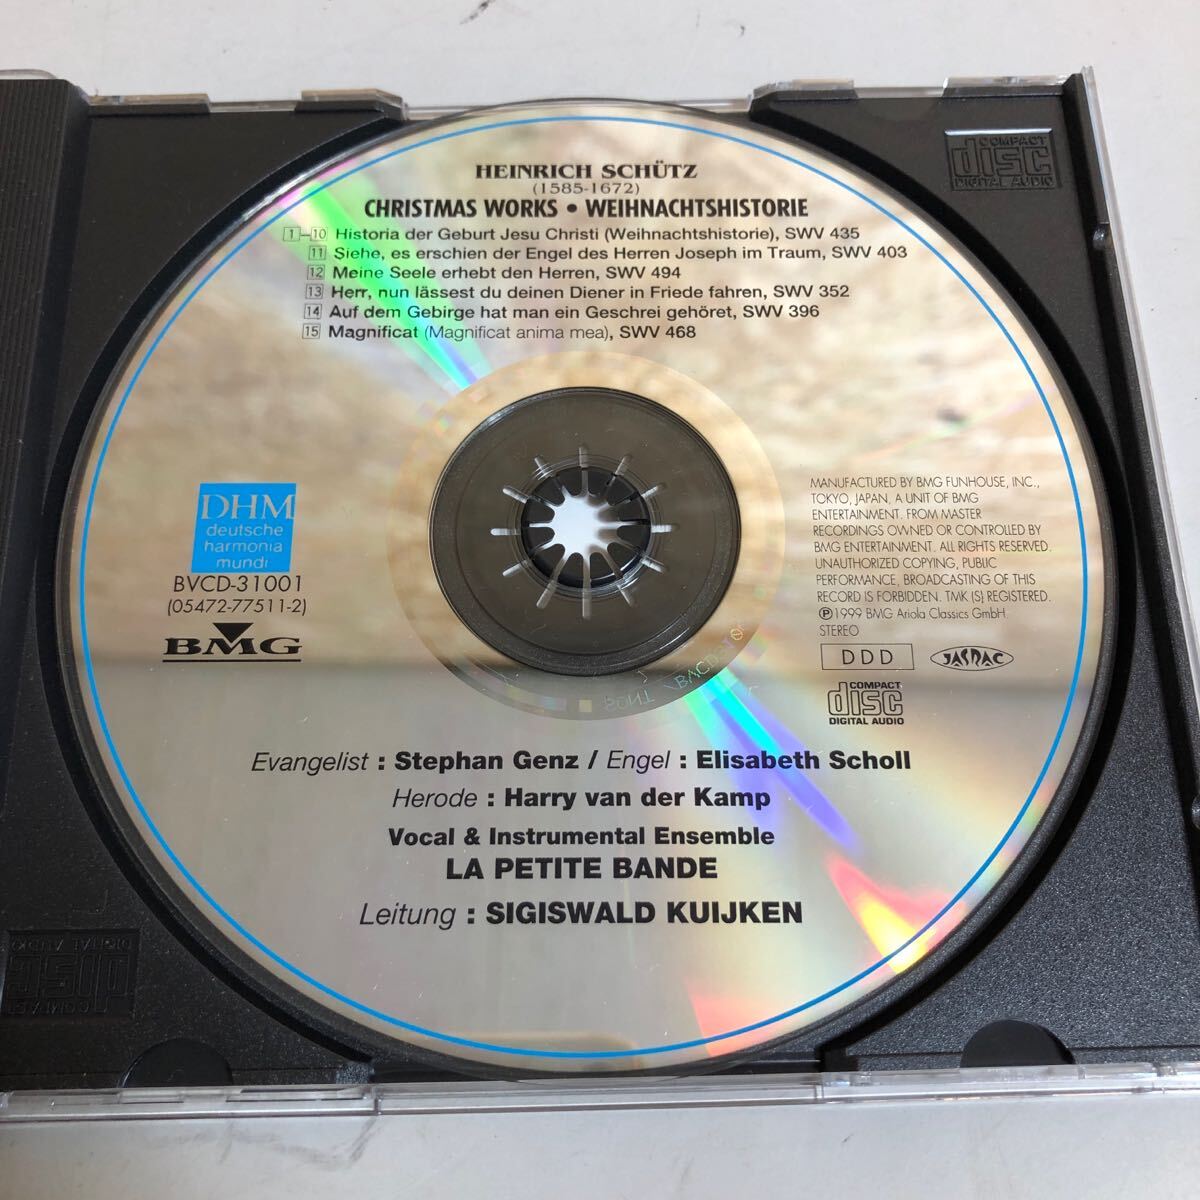 HEINRICH SCHÜTZ
(1585-1672)
CHRISTMAS WORKS • WEIHNACHTSHISTORIE
1-10 Historia der Geburt Jesu Christi (Weihnachtshistorie), SWV 435
11 Siehe, es erschien der Engel des Herren Joseph im Traum, SWV 403
12 Meine Seele erhebt den Herren, SWV 494
13 Herr, nun lässest du deinen Diener in Friede fahren, SWV 352
14 Auf dem Gebirge hat man ein Geschrei gehöret, SWV 396
15 Magnificat (Magnificat anima mea), SWV 468
DHM
deutsche
harmonia
mundi
BVCD-31001
(05472-77511-2)
BMG
MANUFACTURED BY BMG FUNHOUSE, INC.,
TOKYO, JAPAN, A UNIT OF BMG
ENTERTAINMENT. FROM MASTER
RECORDINGS OWNED OR CONTROLLED BY
BMG ENTERTAINMENT. ALL RIGHTS RESERVED.
UNAUTHORIZED COPYING, PUBLIC
PERFORMANCE, BROADCASTING OF THIS
RECORD IS FORBIDDEN. TMK (S) REGISTERED.
℗1999 BMG Ariola Classics GmbH
STEREO
DDD
JASRAC
COMPACT
disc
DIGITAL AUDIO
Evangelist : Stephan Genz / Engel : Elisabeth Scholl
Herode : Harry van der Kamp
Vocal & Instrumental Ensemble
LA PETITE BANDE
Leitung : SIGISWALD KUIJKEN
COMPACT
disc
DIGITAL AUDIO
COMPACT
disc
DIGITAL AUDIO